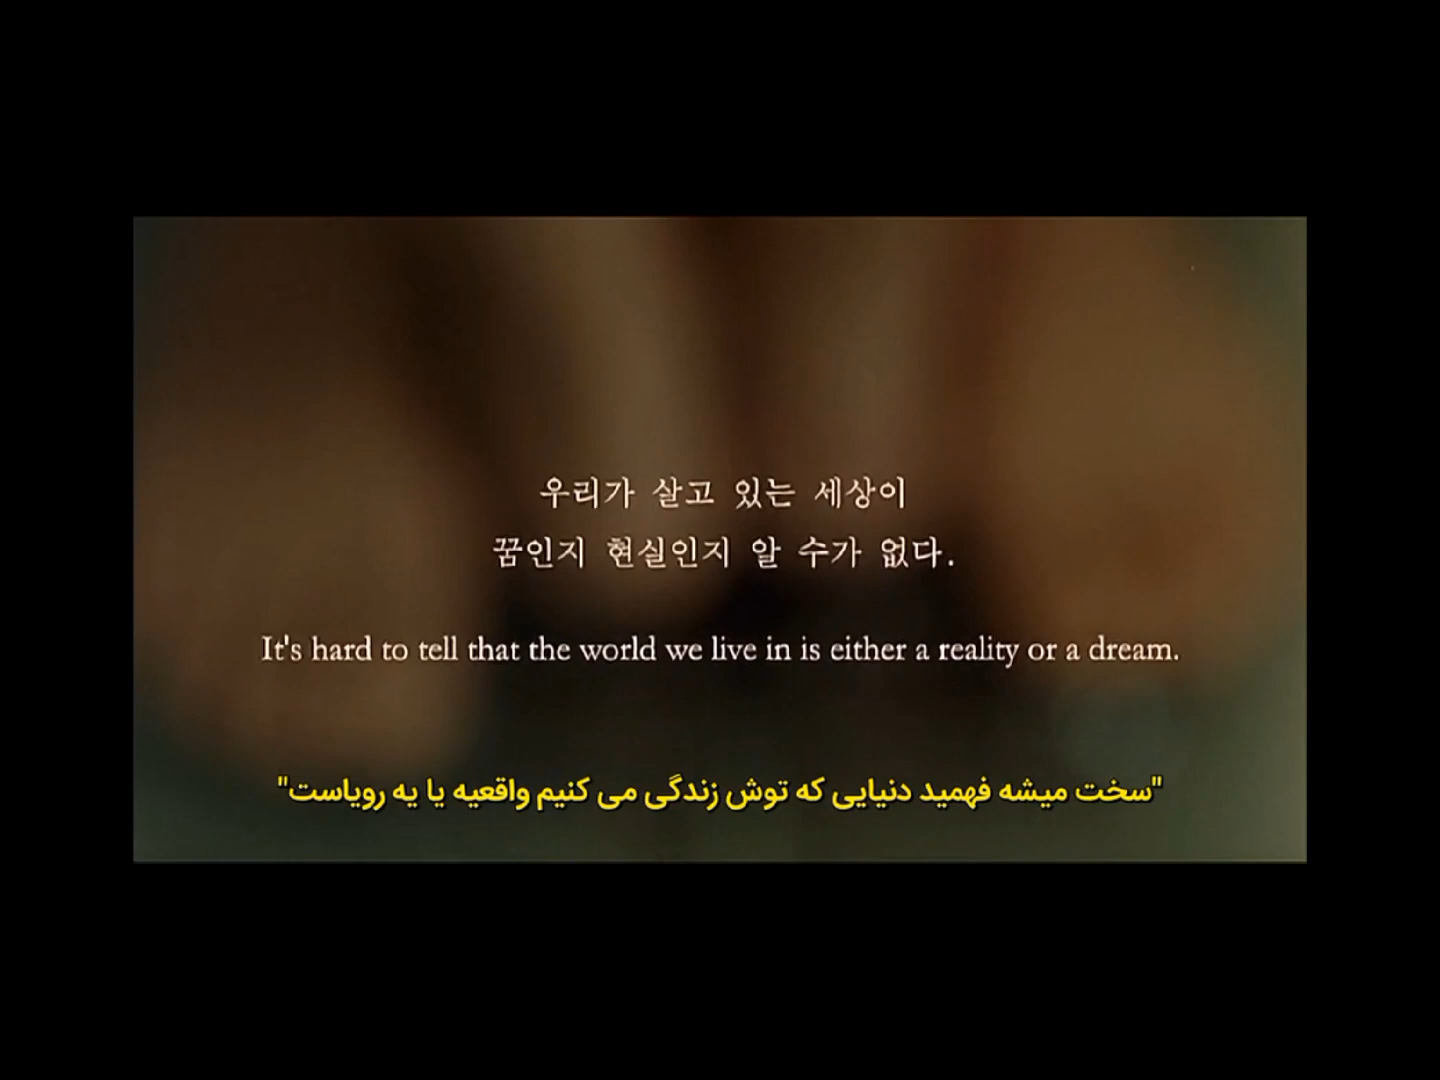 우리가 살고 있는 세상이
꿈인지 현실인지 알 수가 없다.
It's hard to tell that the world we live in is either a reality or a dream.
"سخت میشه فهمید دنیایی که توش زندگی می کنیم واقعیه یا یه رویاست"